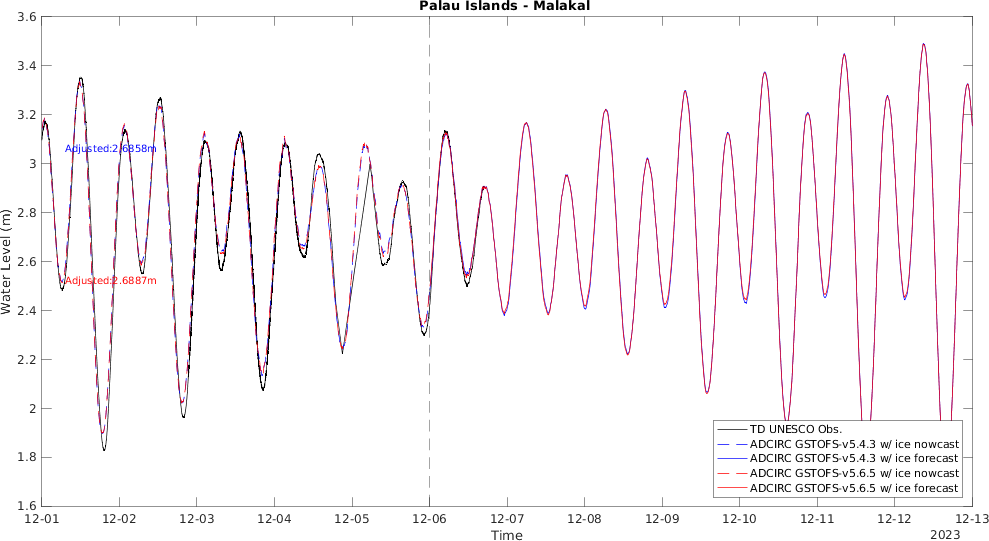 Palau Islands - Malakal
3.6
3.4
3.2
3
2.8
2.6
2.4
2.2
2
1.8
1.6
Water Level (m)
Adjusted:2.6858m
Adjusted:2.6887m
TD UNESCO Obs.
ADCIRC GSTOFS-v5.4.3 w/ ice nowcast
ADCIRC GSTOFS-v5.4.3 w/ ice forecast
ADCIRC GSTOFS-v5.6.5 w/ ice nowcast
ADCIRC GSTOFS-v5.6.5 w/ ice forecast
12-01 12-02 12-03 12-04 12-05 12-06 12-07 12-08 12-09 12-10 12-11 12-12 12-13
Time
2023